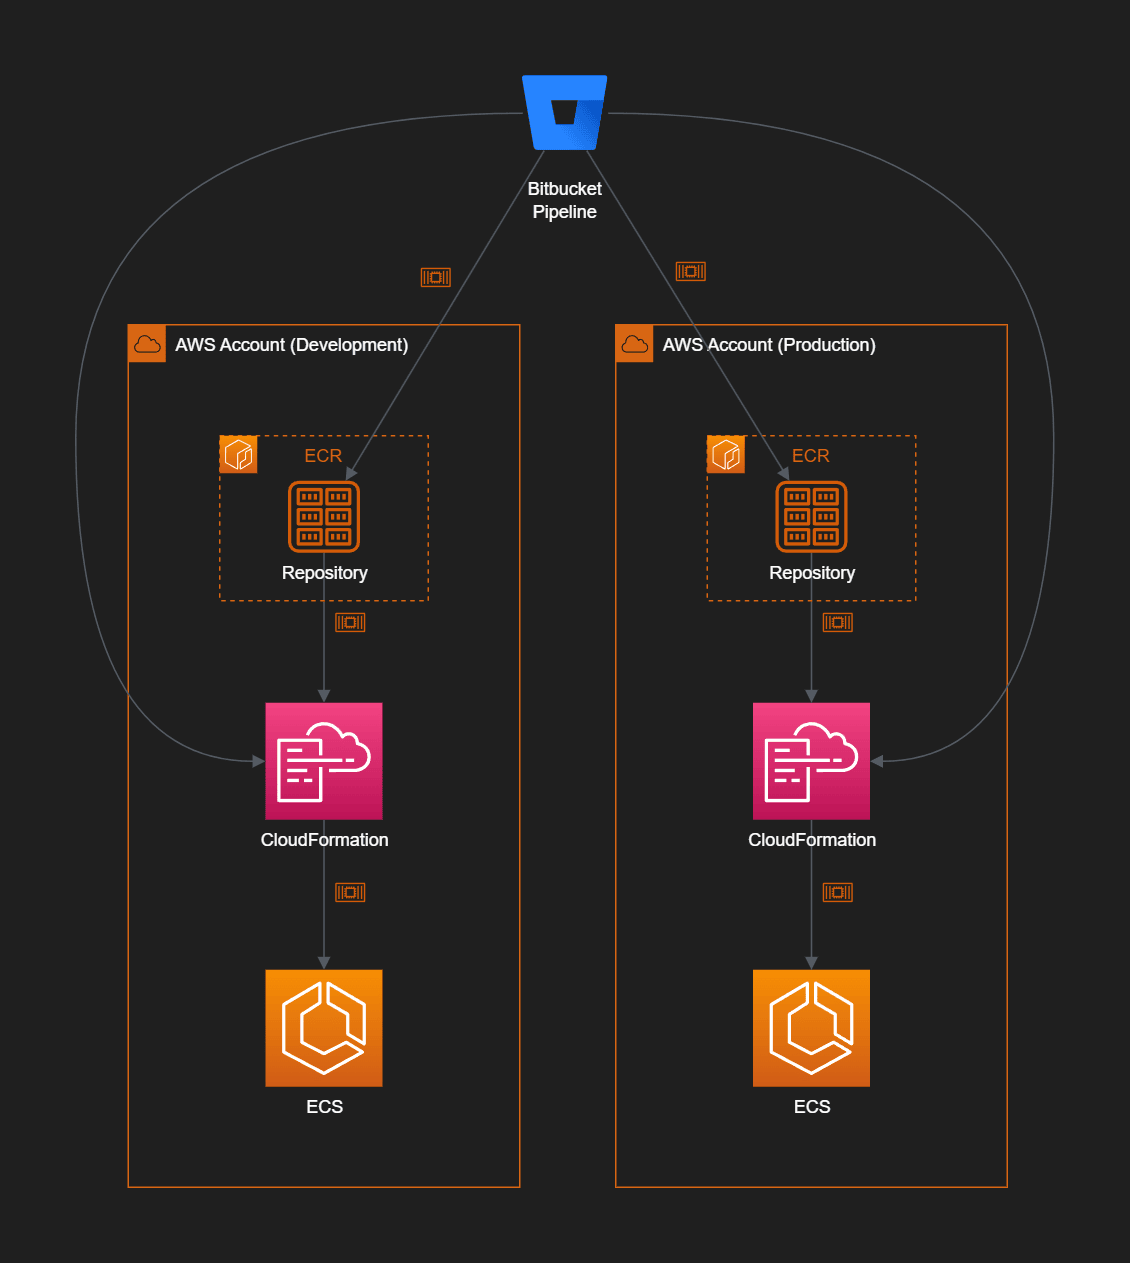 Bitbucket
Pipeline
AWS Account (Development)
AWS Account (Production)
ECR
ECR
Repository
Repository
CloudFormation
CloudFormation
ECS
ECS